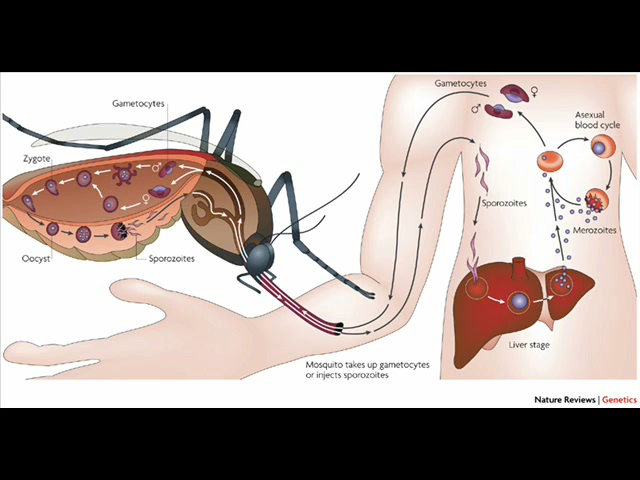 Gametocytes
♀
♂
Asexual
blood cycle
Gametocytes
Zygote
♂
♀
Sporozoites
Merozoites
Oocyst
Sporozoites
Liver stage
Mosquito takes up gametocytes
or injects sporozoites
Nature Reviews | Genetics